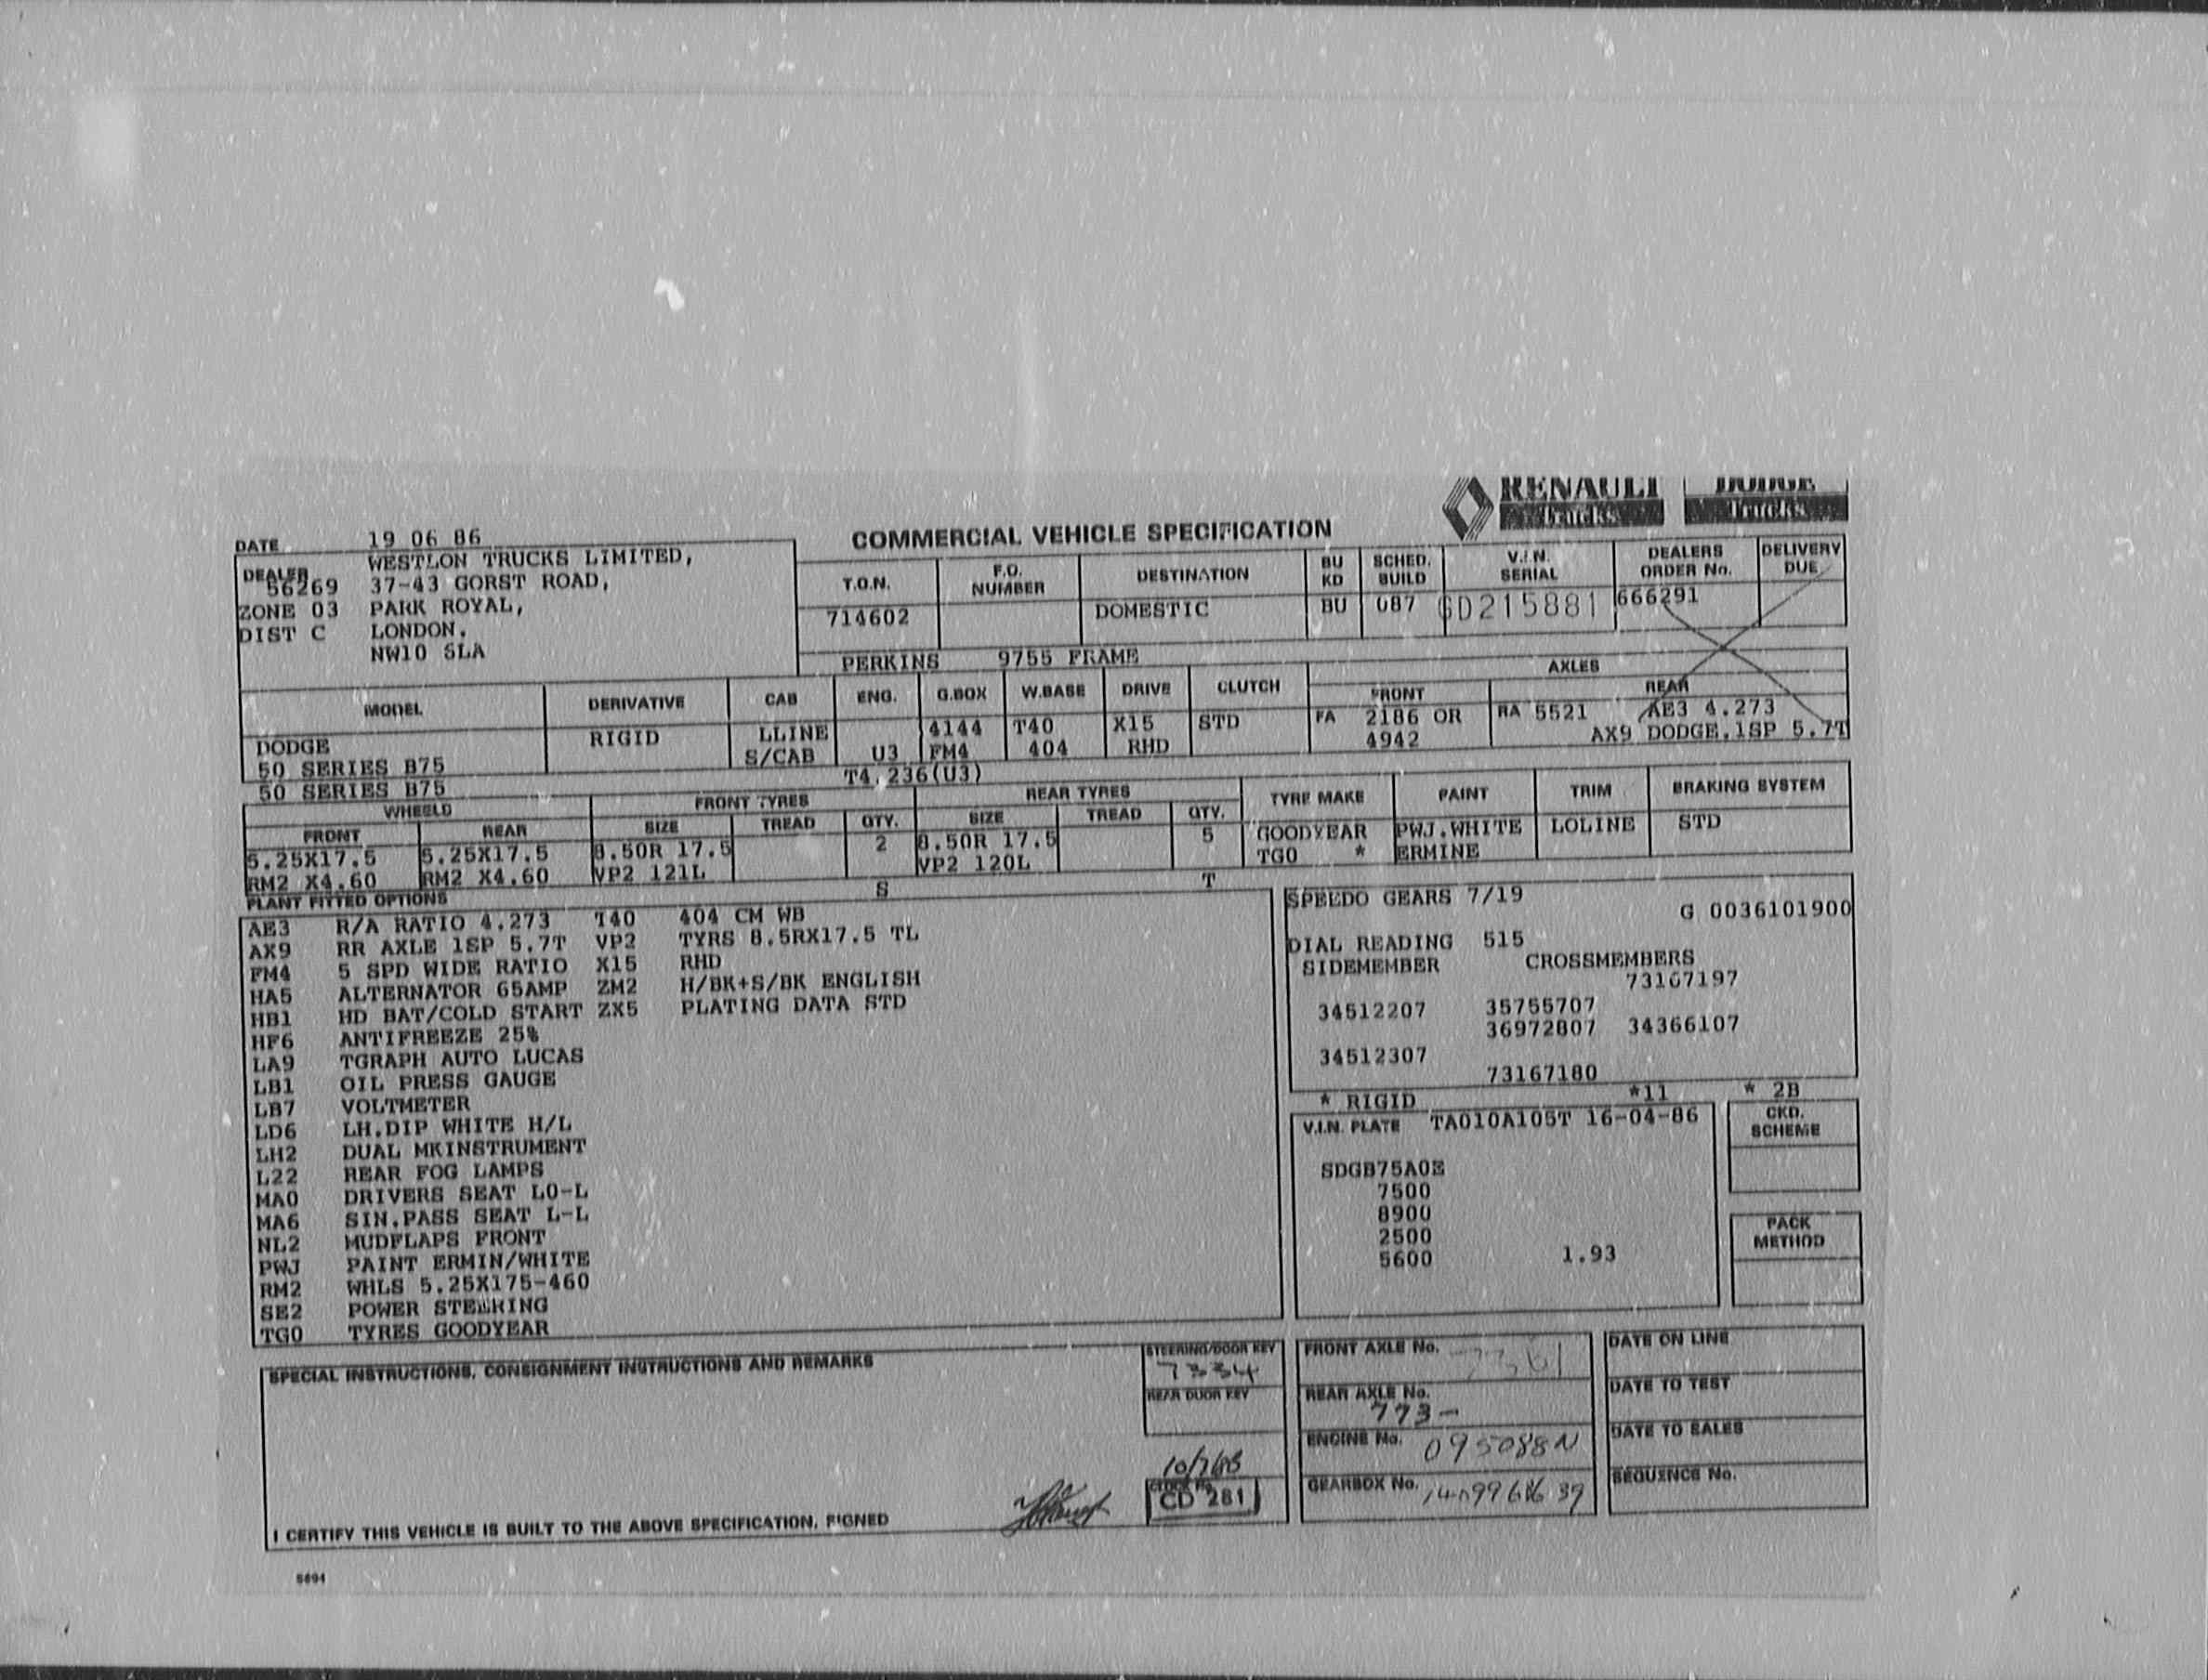 RENAULT Trucks DODGE Trucks
COMMERCIAL VEHICLE SPECIFICATION
DATE 19 06 86
DEALER WESTLON TRUCKS LIMITED,
56269 37-43 GORST ROAD,
ZONE 03 PARK ROYAL,
DIST C LONDON.
NW10 SLA
T.O.N. F.O. NUMBER DESTINATION BU KD SCHED. BUILD V.I.N. SERIAL DEALERS ORDER No. DELIVERY DUE
714602 DOMESTIC BU 087 GD215881 666291
PERKINS 9755 FRAME
MODEL DERIVATIVE CAB ENG. G.BOX W.BASE DRIVE CLUTCH AXLES
FRONT REAR
DODGE RIGID LLINE 4144 T40 X15 STD FA 2186 OR RA 5521 AE3 4.273
50 SERIES B75 S/CAB U3 FM4 404 RHD 4942 AX9 DODGE.1SP 5.7T
50 SERIES B75 T4.236(U3)
WHEELS FRONT TYRES REAR TYRES TYRE MAKE PAINT TRIM BRAKING SYSTEM
FRONT REAR SIZE TREAD QTY. SIZE TREAD QTY.
5.25X17.5 5.25X17.5 8.50R 17.5 2 8.50R 17.5 5 GOODYEAR PWJ.WHITE LOLINE STD
RM2 X4.60 RM2 X4.60 VP2 121L VP2 120L TG0 * ERMINE
PLANT FITTED OPTIONS S T
AE3 R/A RATIO 4.273 T40 404 CM WB
AX9 RR AXLE 1SP 5.7T VP2 TYRS 8.5RX17.5 TL
FM4 5 SPD WIDE RATIO X15 RHD
HA5 ALTERNATOR 65AMP ZM2 H/BK+S/BK ENGLISH
HB1 HD BAT/COLD START ZX5 PLATING DATA STD
HF6 ANTIFREEZE 25%
LA9 TGRAPH AUTO LUCAS
LB1 OIL PRESS GAUGE
LB7 VOLTMETER
LD6 LH.DIP WHITE H/L
LH2 DUAL MKINSTRUMENT
L22 REAR FOG LAMPS
MA0 DRIVERS SEAT LO-L
MA6 SIN.PASS SEAT L-L
NL2 MUDFLAPS FRONT
PWJ PAINT ERMIN/WHITE
RM2 WHLS 5.25X175-460
SE2 POWER STEERING
TG0 TYRES GOODYEAR
SPEEDO GEARS 7/19
G 0036101900
DIAL READING 515
SIDEMEMBER CROSSMEMBERS
73167197
34512207 35755707
36972807 34366107
34512307
73167180
* RIGID *11 * 2B
V.I.N. PLATE TA010A105T 16-04-86
SDGB75A0E
7500
8900
2500
5600 1.93
CKD. SCHEME
PACK METHOD
SPECIAL INSTRUCTIONS, CONSIGNMENT INSTRUCTIONS AND REMARKS
STEERING/DOOR KEY
7334
REAR DOOR KEY
CD 281
FRONT AXLE No.
REAR AXLE No.
773-
ENGINE No. 095088N
GEARBOX No.
DATE ON LINE
DATE TO TEST
DATE TO SALES
SEQUENCE No.
I CERTIFY THIS VEHICLE IS BUILT TO THE ABOVE SPECIFICATION, SIGNED